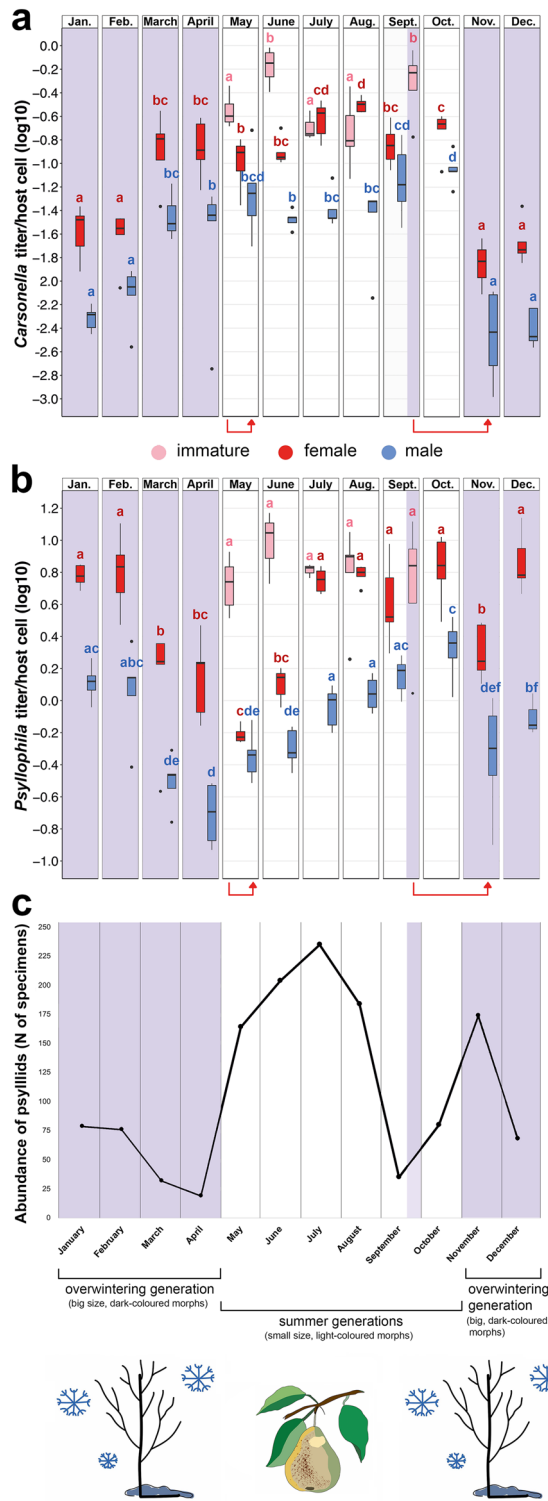 a
Jan. Feb. March April May June July Aug. Sept. Oct. Nov. Dec.
Carsonella titer/host cell (log10)
0.0
−0.2
−0.4
−0.6
−0.8
−1.0
−1.2
−1.4
−1.6
−1.8
−2.0
−2.2
−2.4
−2.6
−2.8
−3.0
a a a a bc bc bc b a b bcd b bc b a cd bc a d bc bc cd b c d a a a a
immature female male
b
Jan. Feb. March April May June July Aug. Sept. Oct. Nov. Dec.
Psyllophila titer/host cell (log10)
1.2
1.0
0.8
0.6
0.4
0.2
0.0
−0.2
−0.4
−0.6
−0.8
−1.0
a ac a abc b de bc d a c de a bc de a a a a a a a ac a a c b def a bf
c
Abundance of psylliids (N of specimens)
250
225
200
175
150
125
100
75
50
25
0
January February March April May June July August September October November December
overwintering generation
(big size, dark-coloured morphs)
summer generations
(small size, light-coloured morphs)
overwintering
generation
(big, dark-coloured
morphs)